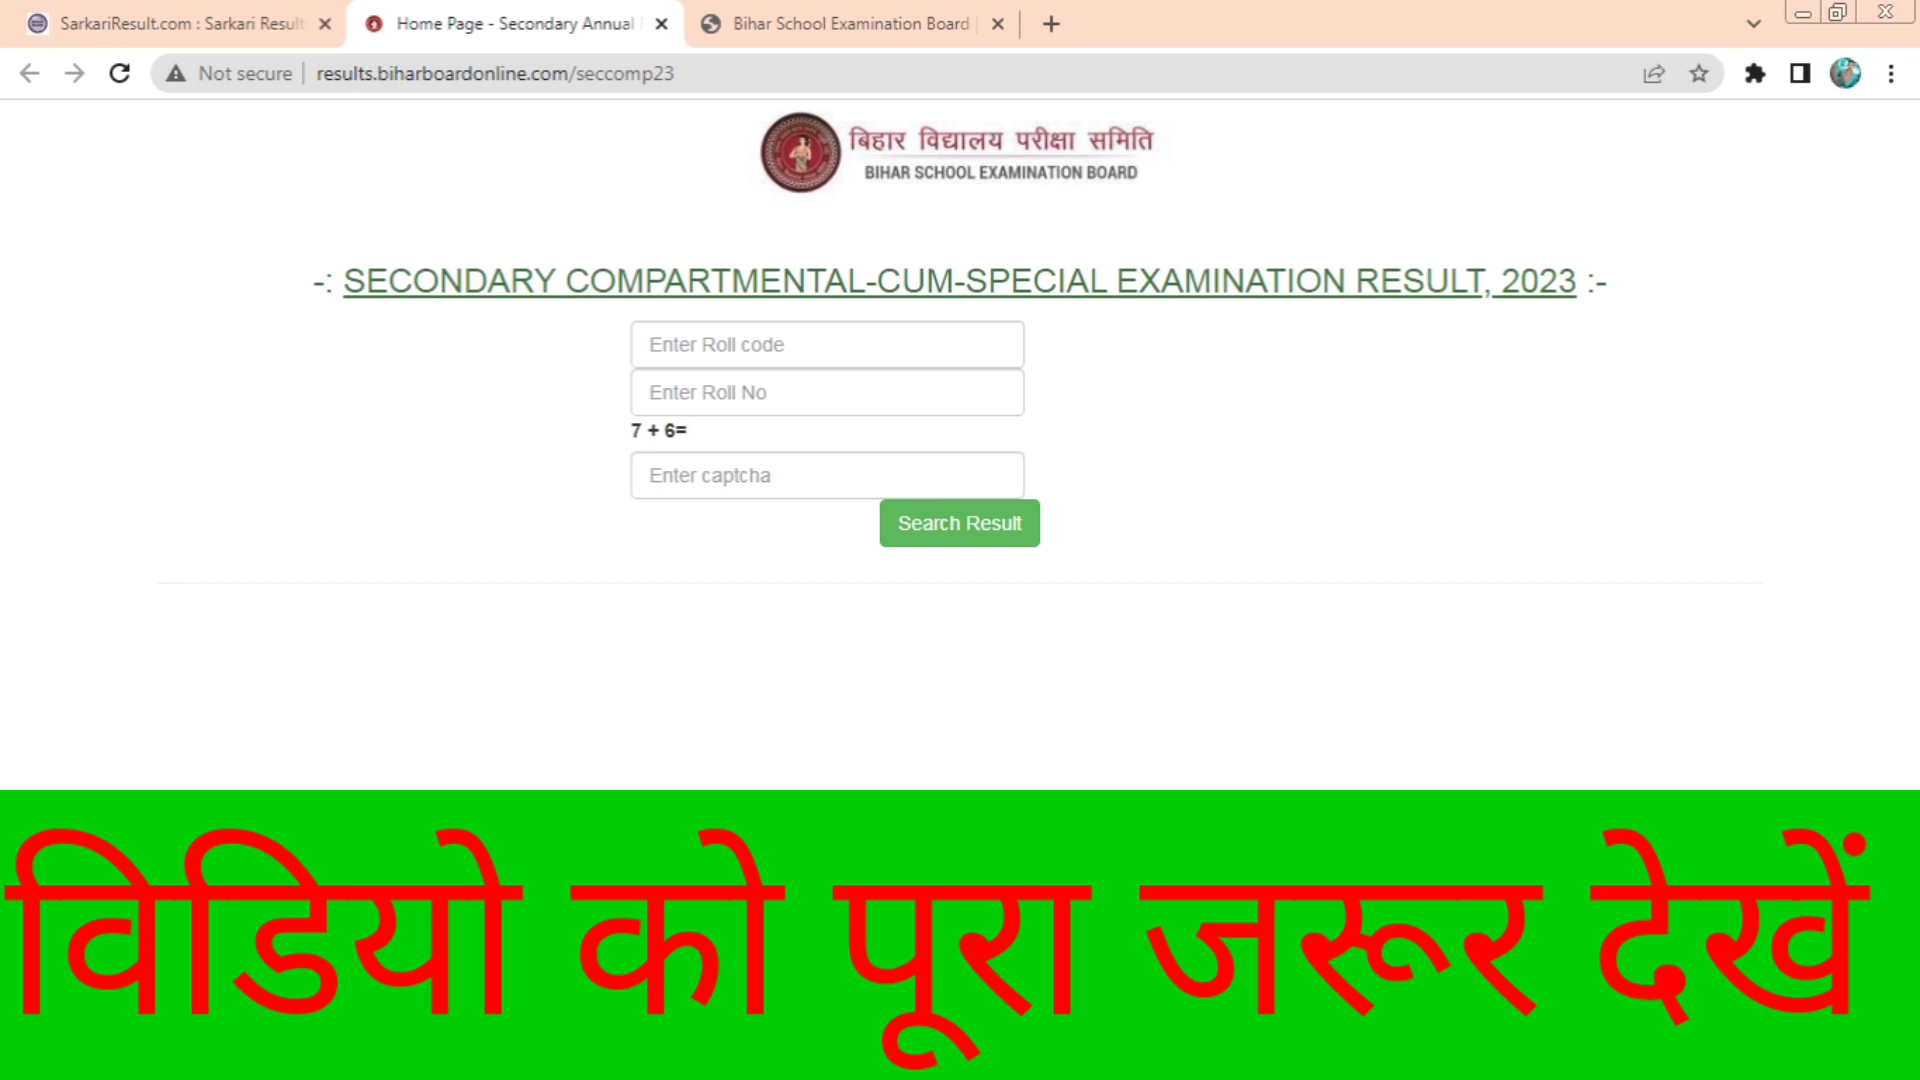 SarkariResult.com : Sarkari Result
Home Page - Secondary Annual
Bihar School Examination Board
Not secure
results.biharboardonline.com/seccomp23
बिहार विद्यालय परीक्षा समिति
BIHAR SCHOOL EXAMINATION BOARD
-: SECONDARY COMPARTMENTAL-CUM-SPECIAL EXAMINATION RESULT, 2023 :-
Enter Roll code
Enter Roll No
7 + 6=
Enter captcha
Search Result
विडियो को पूरा जरूर देखें